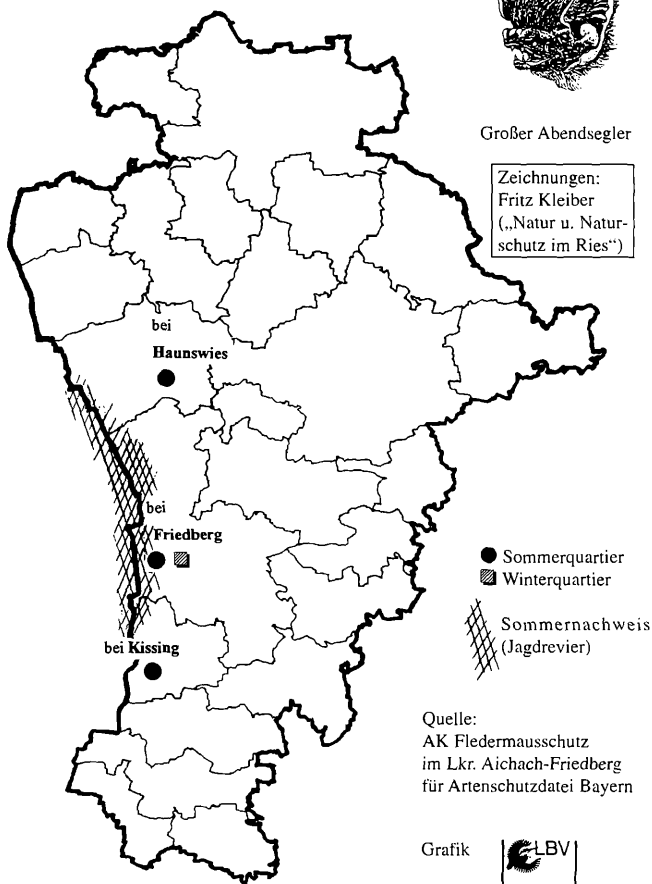 Großer Abendsegler
Zeichnungen:
Fritz Kleiber
(„Natur u. Natur-
schutz im Ries“)
bei
Haunswies
bei
Friedberg
bei Kissing
Sommerquartier
Winterquartier
Sommernachweis
(Jagdrevier)
Quelle:
AK Fledermausschutz
im Lkr. Aichach-Friedberg
für Artenschutzdatei Bayern
Grafik
LBV